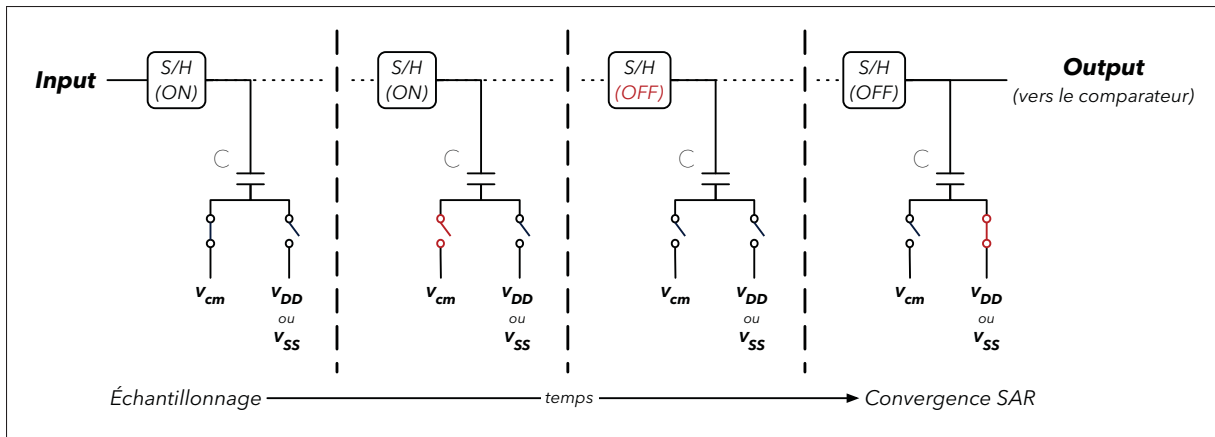 Input S/H S/H S/H S/H Output
(ON) (ON) (OFF) (OFF) (vers le comparateur)
C C C C
Vcm VDD Vcm VDD Vcm VDD Vcm VDD
ou ou ou ou
VSS VSS VSS VSS
Échantillonnage temps Convergence SAR